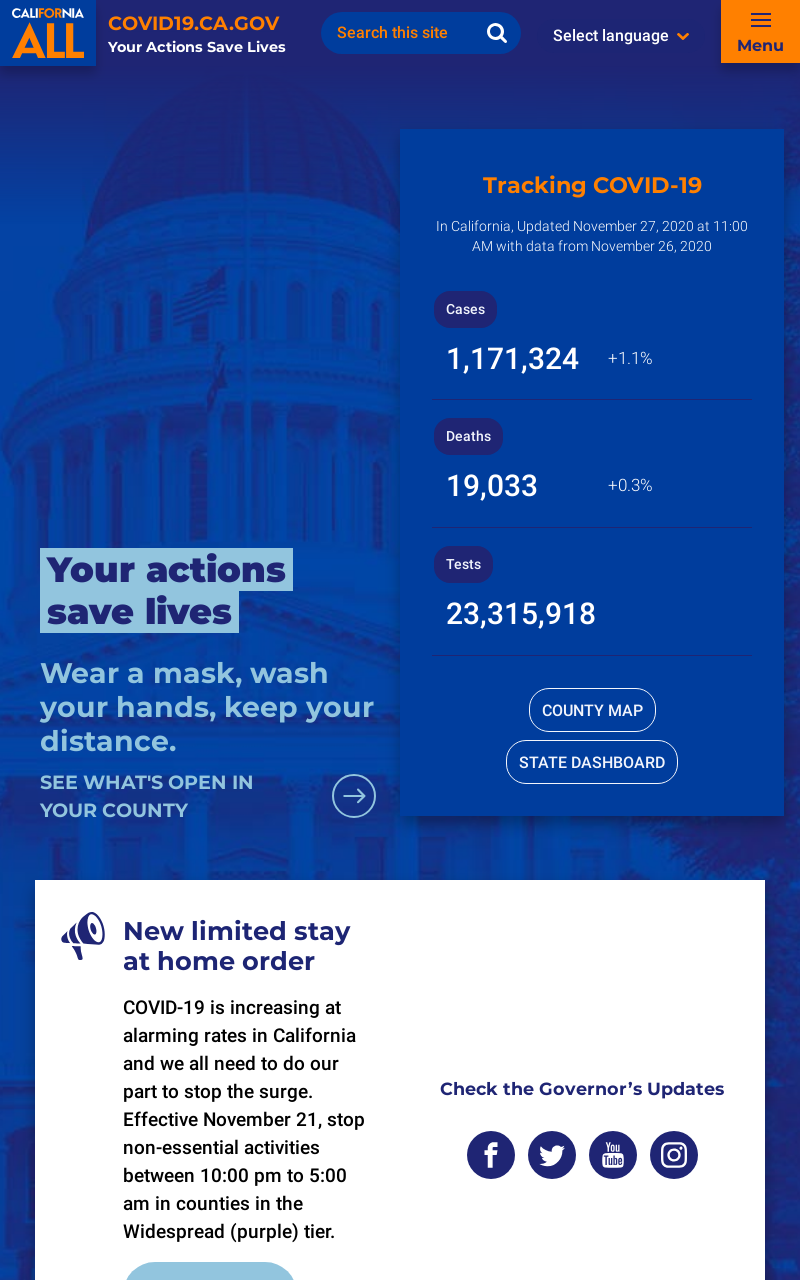 CALIFORNIA
ALL
COVID19.CA.GOV
Your Actions Save Lives
Search this site
Select language
Menu
Tracking COVID-19
In California, Updated November 27, 2020 at 11:00
AM with data from November 26, 2020
Cases
1,171,324 +1.1%
Deaths
19,033 +0.3%
Tests
23,315,918
COUNTY MAP
STATE DASHBOARD
Your actions
save lives
Wear a mask, wash
your hands, keep your
distance.
SEE WHAT'S OPEN IN
YOUR COUNTY
New limited stay
at home order
COVID-19 is increasing at
alarming rates in California
and we all need to do our
part to stop the surge.
Effective November 21, stop
non-essential activities
between 10:00 pm to 5:00
am in counties in the
Widespread (purple) tier.
Check the Governor’s Updates
You
Tube